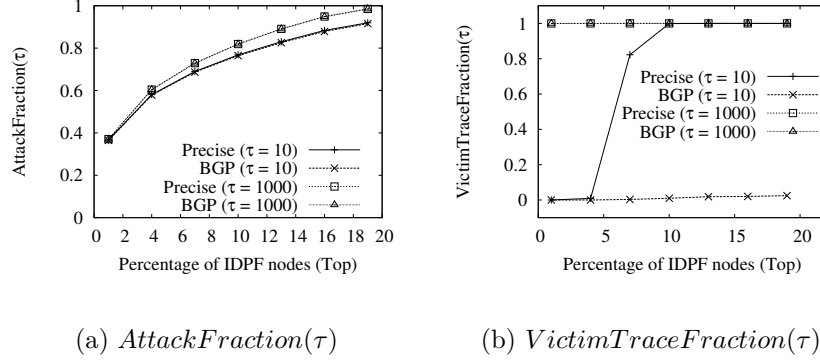 1
0.8
0.6
0.4
0.2
0
AttackFraction(τ)
Precise (τ = 10)
BGP (τ = 10)
Precise (τ = 1000)
BGP (τ = 1000)
0 2 4 6 8 10 12 14 16 18 20
Percentage of IDPF nodes (Top)
(a) AttackFraction(τ)
1
0.8
0.6
0.4
0.2
0
VictimTraceFraction(τ)
Precise (τ = 10)
BGP (τ = 10)
Precise (τ = 1000)
BGP (τ = 1000)
0 5 10 15 20
Percentage of IDPF nodes (Top)
(b) VictimTraceFraction(τ)